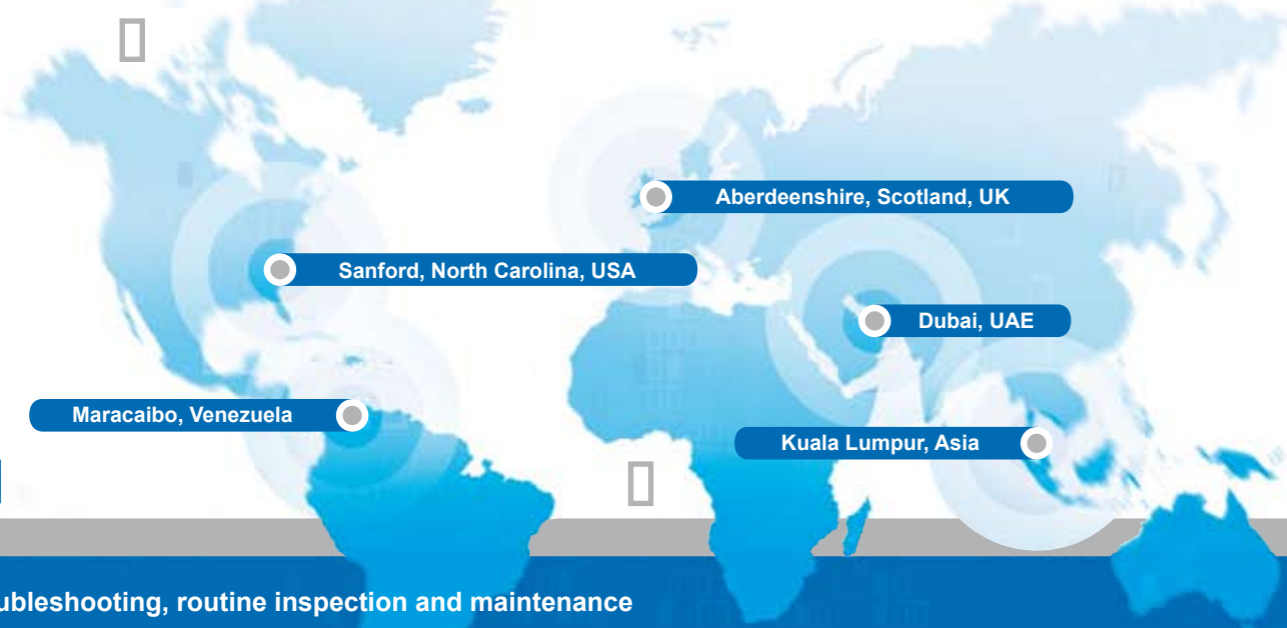 Aberdeenshire, Scotland, UK
Sanford, North Carolina, USA
Dubai, UAE
Maracaibo, Venezuela
Kuala Lumpur, Asia
ubleshooting, routine inspection and maintenance